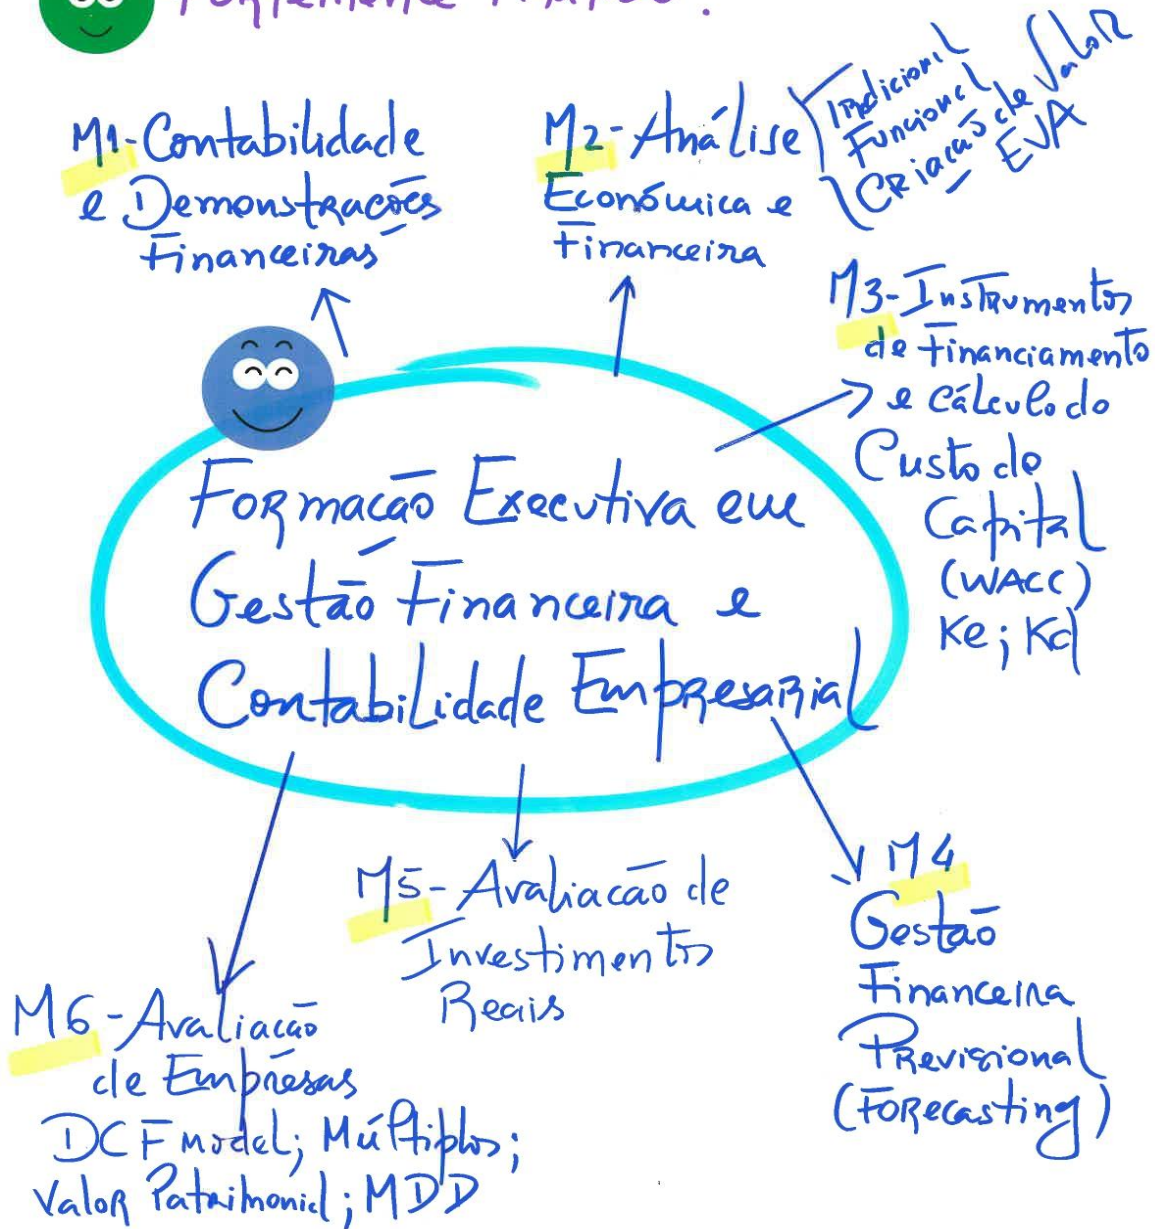 M1-Contabilidade
e Demonstrações
Financeiras
M2-Análise
Económica e
Financeira
Tradicional
Funcional
Criação de Valor
EVA
M3-Instrumentos
de Financiamento
e Cálculo do
Custo do
Capital
(WACC)
Ke; Kd
Formação Executiva em
Gestão Financeira e
Contabilidade Empresarial
M4
Gestão
Financeira
Previsional
(Forecasting)
M5-Avaliação de
Investimentos
Reais
M6-Avaliação
de Empresas
DCF model; Múltiplos;
Valor Patrimonial; MDD